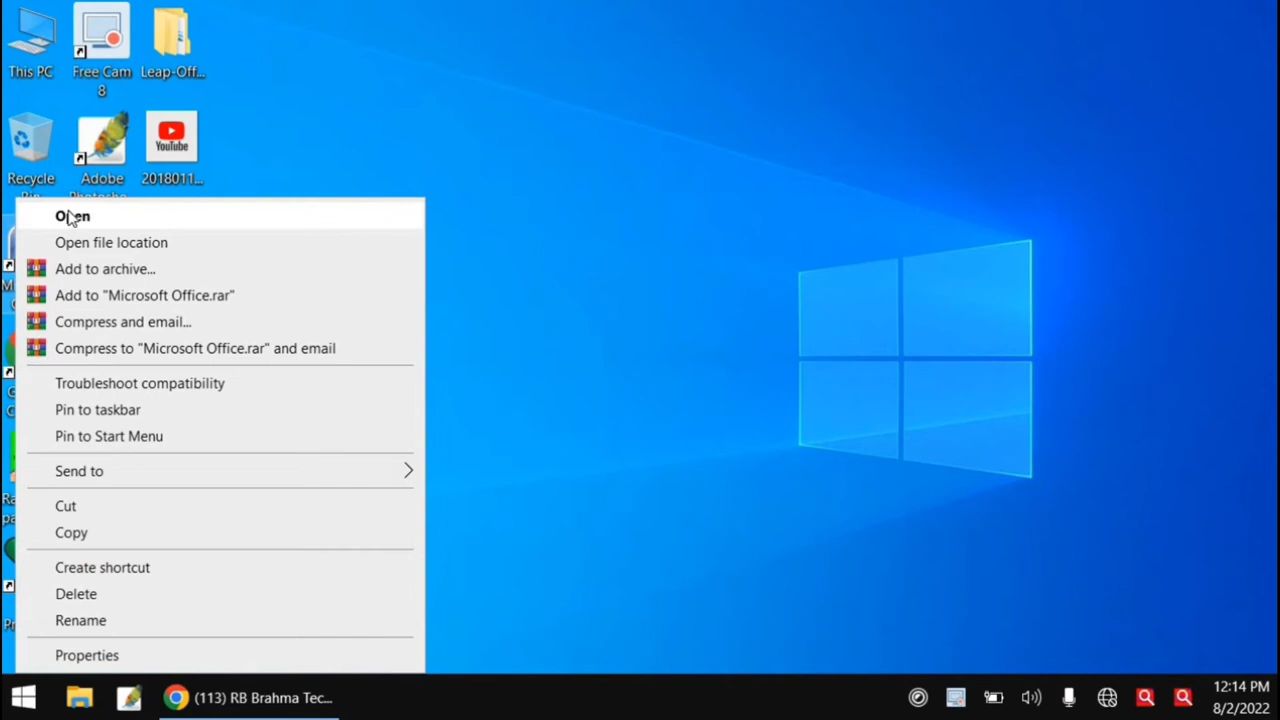 This PC
Free Cam
8
Leap-Off...
YouTube
Recycle
Adobe
2018011...
Open
Open file location
Add to archive...
Add to "Microsoft Office.rar"
Compress and email...
Compress to "Microsoft Office.rar" and email
Troubleshoot compatibility
Pin to taskbar
Pin to Start Menu
Send to
Cut
Copy
Create shortcut
Delete
Rename
Properties
(113) RB Brahma Tec...
12:14 PM
8/2/2022